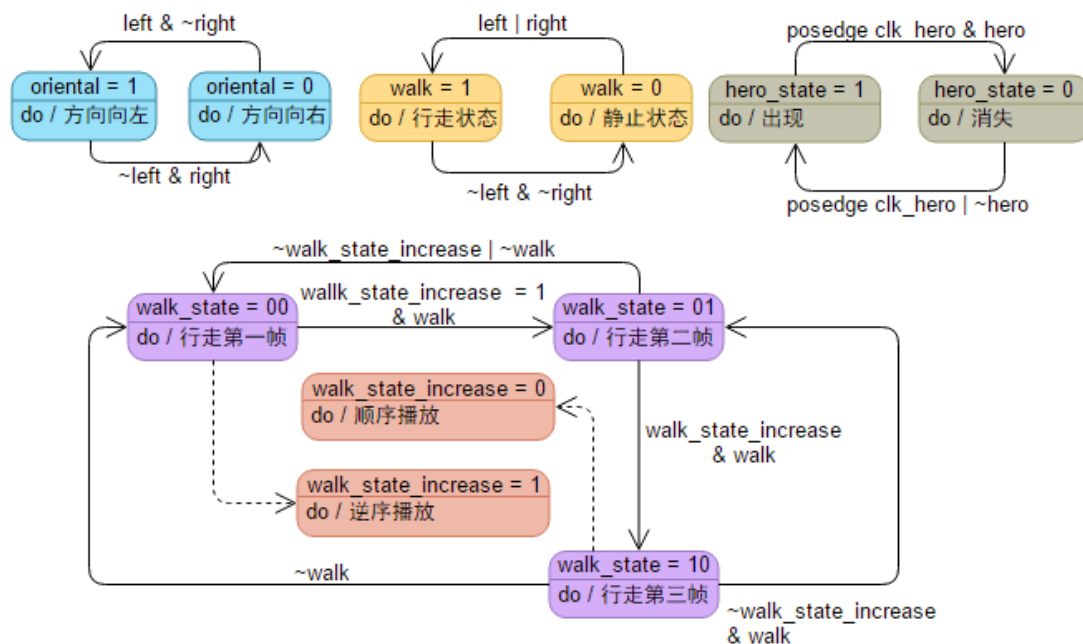 left & ~right
left | right
posedge clk_hero & hero
oriental = 1
do / 方向向左
oriental = 0
do / 方向向右
walk = 1
do / 行走状态
walk = 0
do / 静止状态
hero_state = 1
do / 出现
hero_state = 0
do / 消失
~left & right
~left & ~right
posedge clk_hero | ~hero
~walk_state_increase | ~walk
walk_state = 00
do / 行走第一帧
wallk_state_increase = 1
& walk
walk_state = 01
do / 行走第二帧
walk_state_increase = 0
do / 顺序播放
walk_state_increase
& walk
walk_state_increase = 1
do / 逆序播放
~walk
walk_state = 10
do / 行走第三帧
~walk_state_increase
& walk